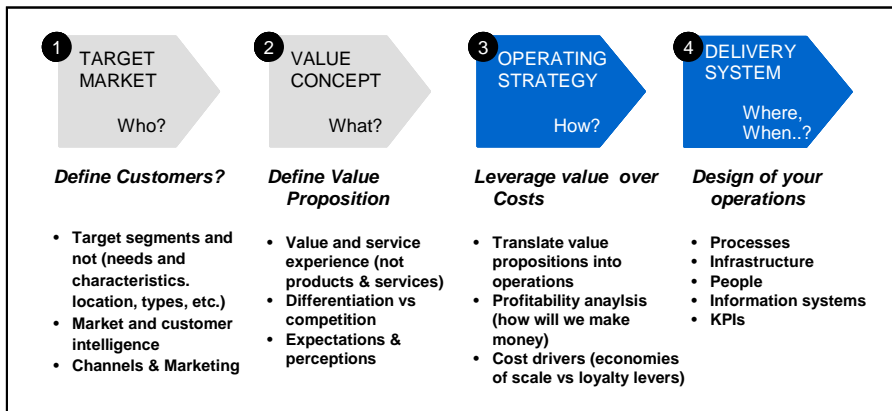 1
TARGET
MARKET
Who?
2
VALUE
CONCEPT
What?
3
OPERATING
STRATEGY
How?
4
DELIVERY
SYSTEM
Where,
When..?
Define Customers?
• Target segments and
not (needs and
characteristics.
location, types, etc.)
• Market and customer
intelligence
• Channels & Marketing
Define Value
Proposition
• Value and service
experience (not
products & services)
• Differentiation vs
competition
• Expectations &
perceptions
Leverage value over
Costs
• Translate value
propositions into
operations
• Profitability anaylsis
(how will we make
money)
• Cost drivers (economies
of scale vs loyalty levers)
Design of your
operations
• Processes
• Infrastructure
• People
• Information systems
• KPIs